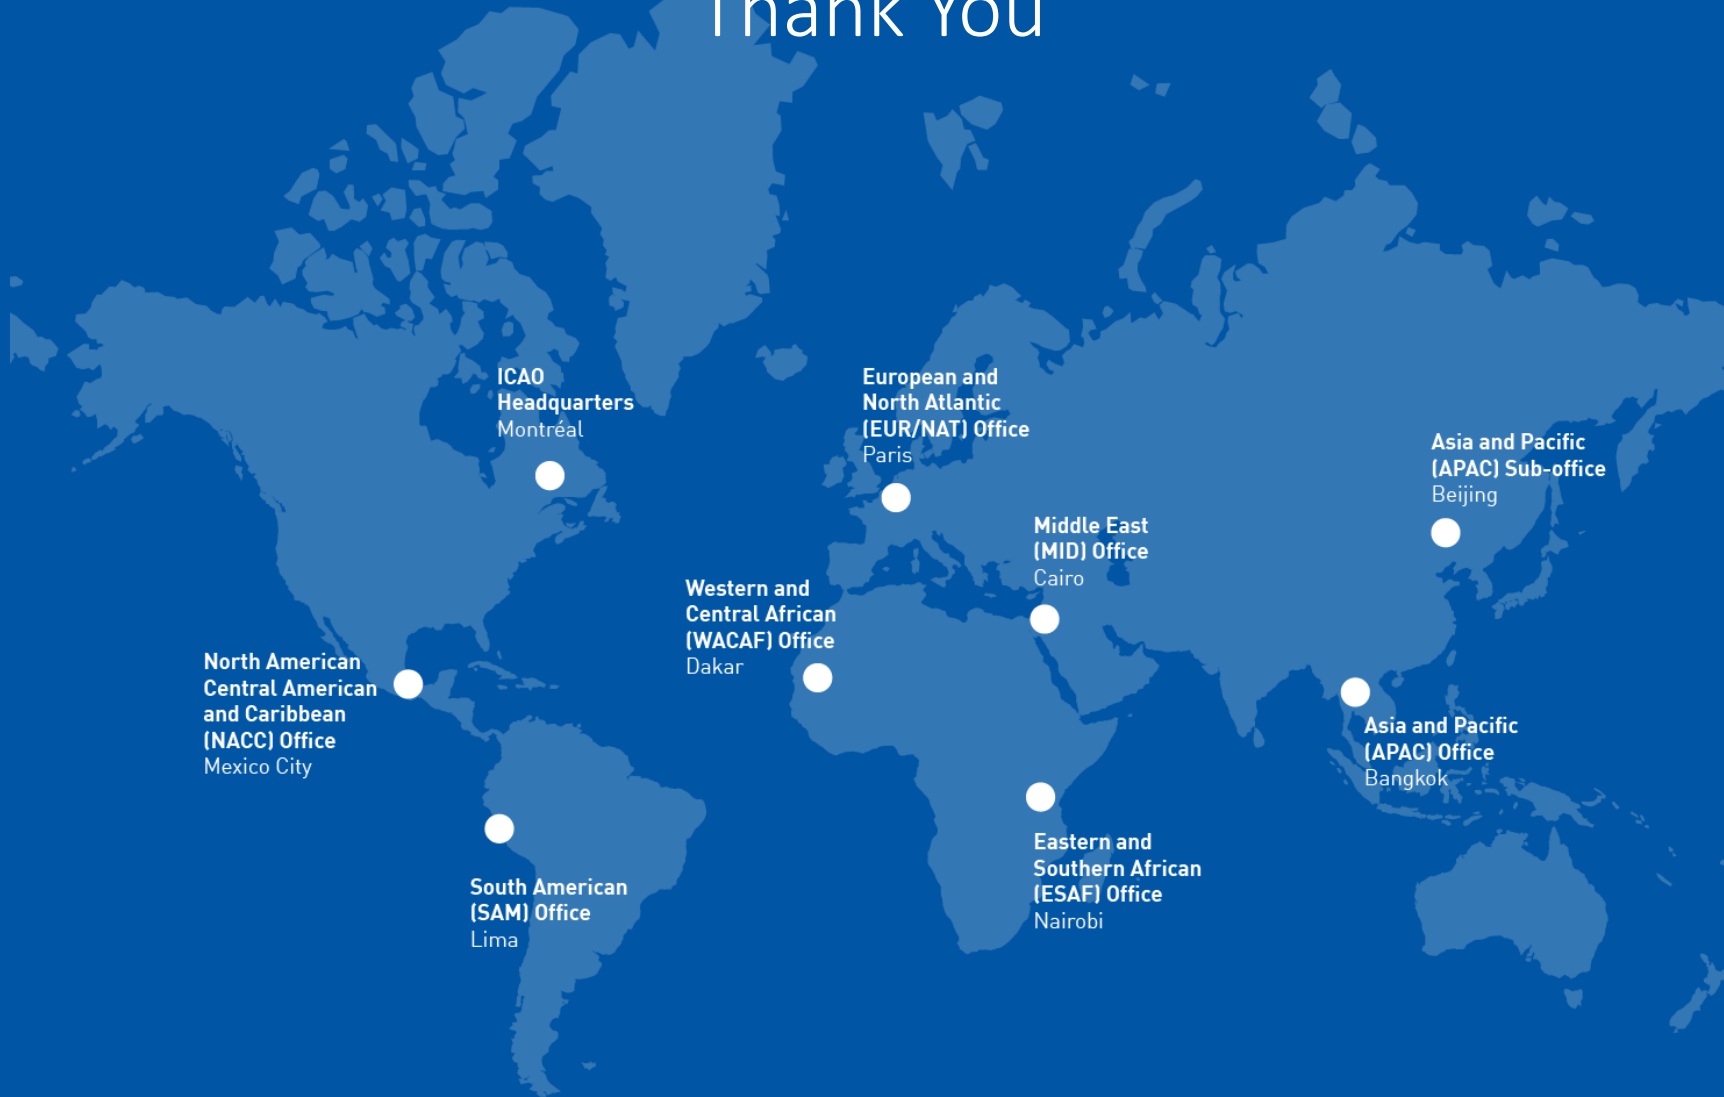 Thank You
ICAO
Headquarters
Montréal
European and
North Atlantic
(EUR/NAT) Office
Paris
Asia and Pacific
(APAC) Sub-office
Beijing
Middle East
(MID) Office
Cairo
Western and
Central African
(WACAF) Office
Dakar
North American
Central American
and Caribbean
(NACC) Office
Mexico City
Asia and Pacific
(APAC) Office
Bangkok
Eastern and
Southern African
(ESAF) Office
Nairobi
South American
(SAM) Office
Lima